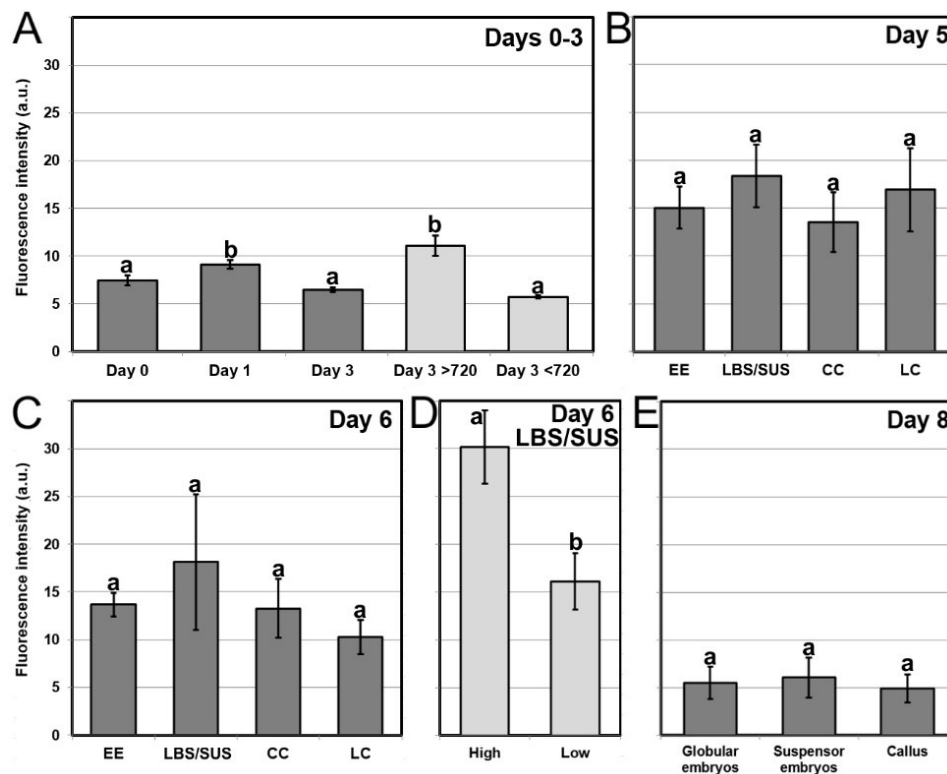 A
Days 0-3
Fluorescence intensity (a.u.)
30
25
20
15
10
5
0
a
b
a
b
a
Day 0
Day 1
Day 3
Day 3 >720
Day 3 <720
B
Day 5
a
a
a
a
EE
LBS/SUS
CC
LC
C
Day 6
Fluorescence intensity (a.u.)
30
25
20
15
10
5
0
a
a
a
a
EE
LBS/SUS
CC
LC
D
Day 6
LBS/SUS
a
b
High
Low
E
Day 8
a
a
a
Globular
embryos
Suspensor
embryos
Callus